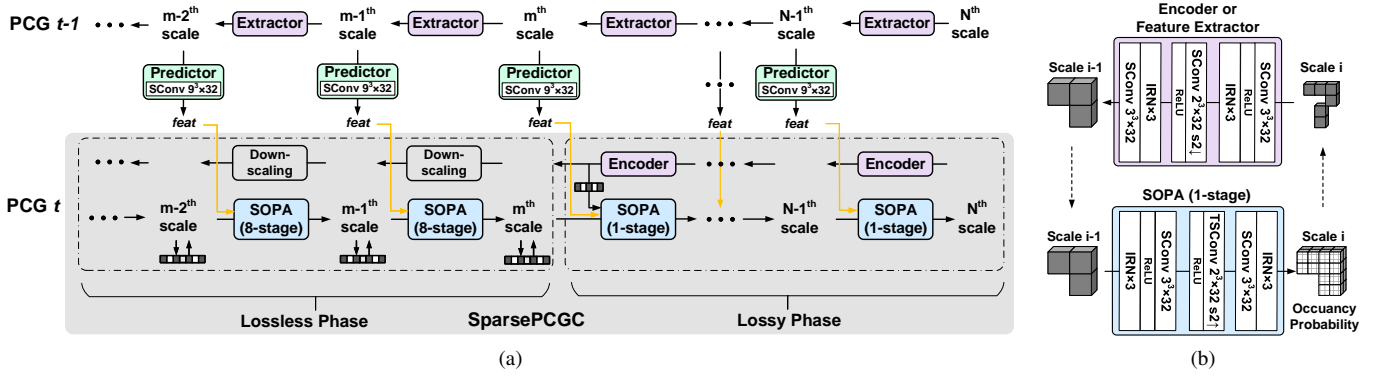 PCG t-1
m-2th scale
Extractor
m-1th scale
Extractor
mth scale
Extractor
N-1th scale
Extractor
Nth scale
Predictor
SConv 9³×32
Predictor
SConv 9³×32
Predictor
SConv 9³×32
Predictor
SConv 9³×32
feat
feat
feat
feat
feat
PCG t
Down-
scaling
Down-
scaling
Encoder
Encoder
m-2th
scale
SOPA
(8-stage)
m-1th
scale
SOPA
(8-stage)
mth
scale
SOPA
(1-stage)
N-1th
scale
SOPA
(1-stage)
Nth
scale
Lossless Phase
SparsePCGC
Lossy Phase
(a)
Encoder or
Feature Extractor
Scale i-1
SConv 3³×32
IRN×3
ReLU
SConv 2³×32 s2↓
IRN×3
ReLU
SConv 3³×32
Scale i
SOPA (1-stage)
Scale i-1
IRN×3
ReLU
SConv 3³×32
ReLU
TSConv 2³×32 s2↑
SConv 3³×32
IRN×3
Scale i
Occupancy
Probability
(b)